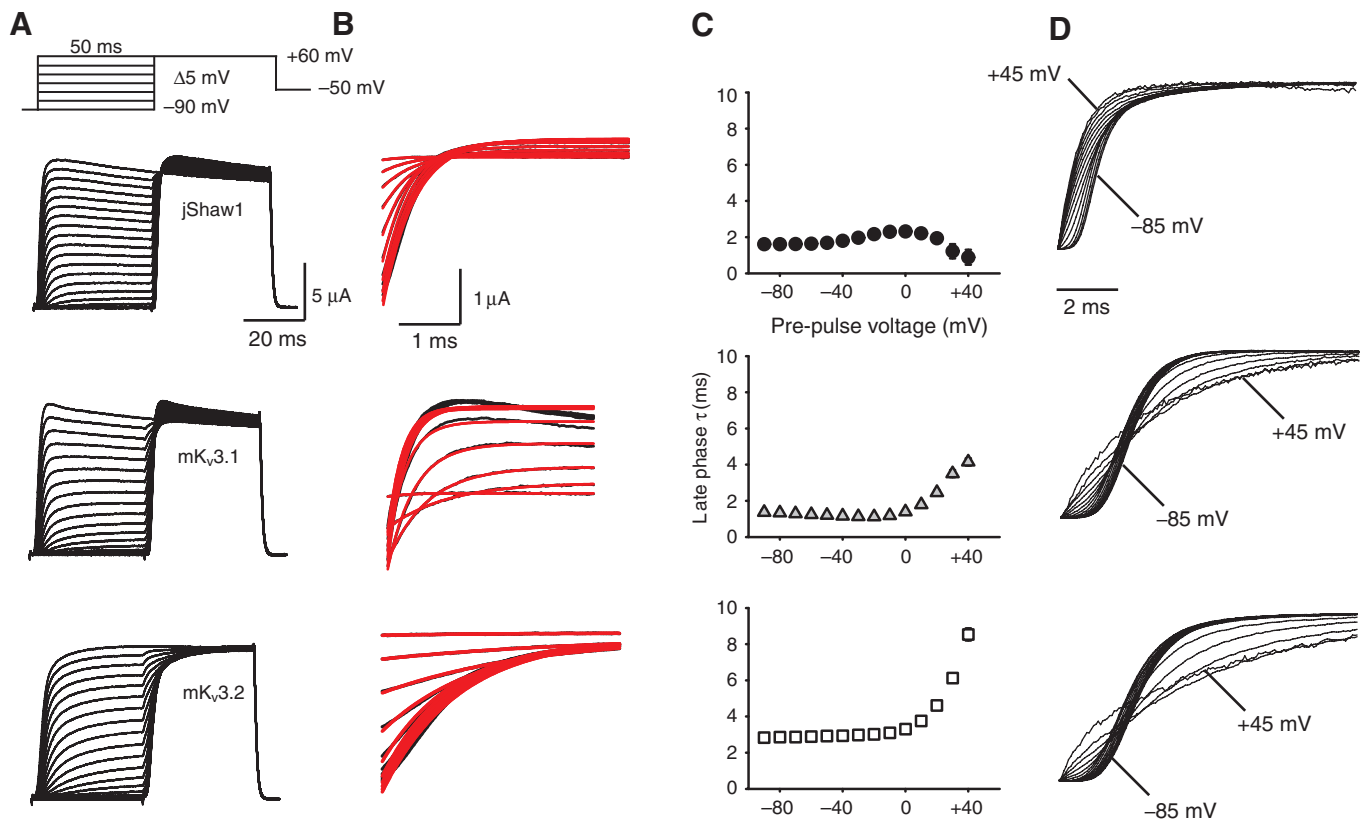 A
50 ms
+60 mV
Δ5 mV
–50 mV
–90 mV
jShaw1
5 μA
20 ms
mKv3.1
mKv3.2
B
1 μA
1 ms
C
10
8
6
4
2
0
–80
–40
0
+40
Pre-pulse voltage (mV)
Late phase τ (ms)
10
8
6
4
2
0
–80
–40
0
+40
10
8
6
4
2
0
–80
–40
0
+40
D
+45 mV
–85 mV
2 ms
+45 mV
–85 mV
+45 mV
–85 mV